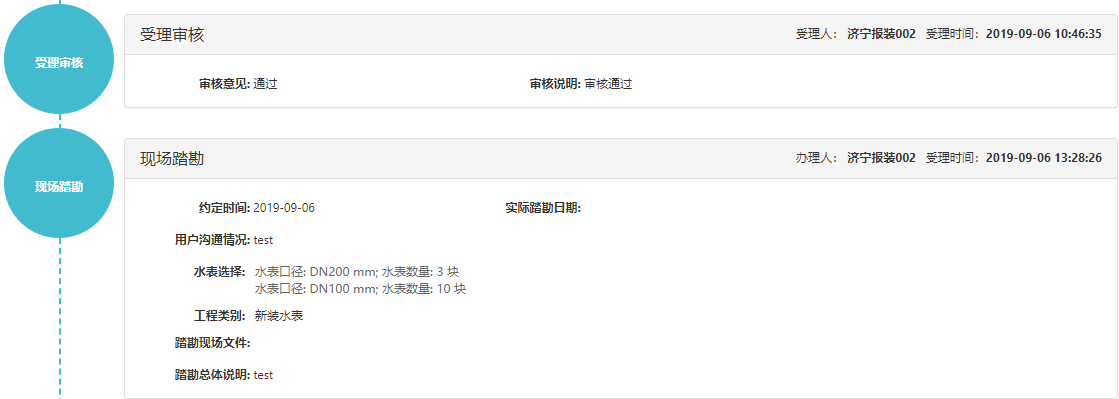 受理审核
受理审核 受理人： 济宁报装002 受理时间：2019-09-06 10:46:35
审核意见: 通过 审核说明: 审核通过
现场踏勘
现场踏勘 办理人： 济宁报装002 受理时间：2019-09-06 13:28:26
约定时间: 2019-09-06 实际踏勘日期:
用户沟通情况: test
水表选择: 水表口径: DN200 mm; 水表数量: 3 块
水表口径: DN100 mm; 水表数量: 10 块
工程类别: 新装水表
踏勘现场文件:
踏勘总体说明: test